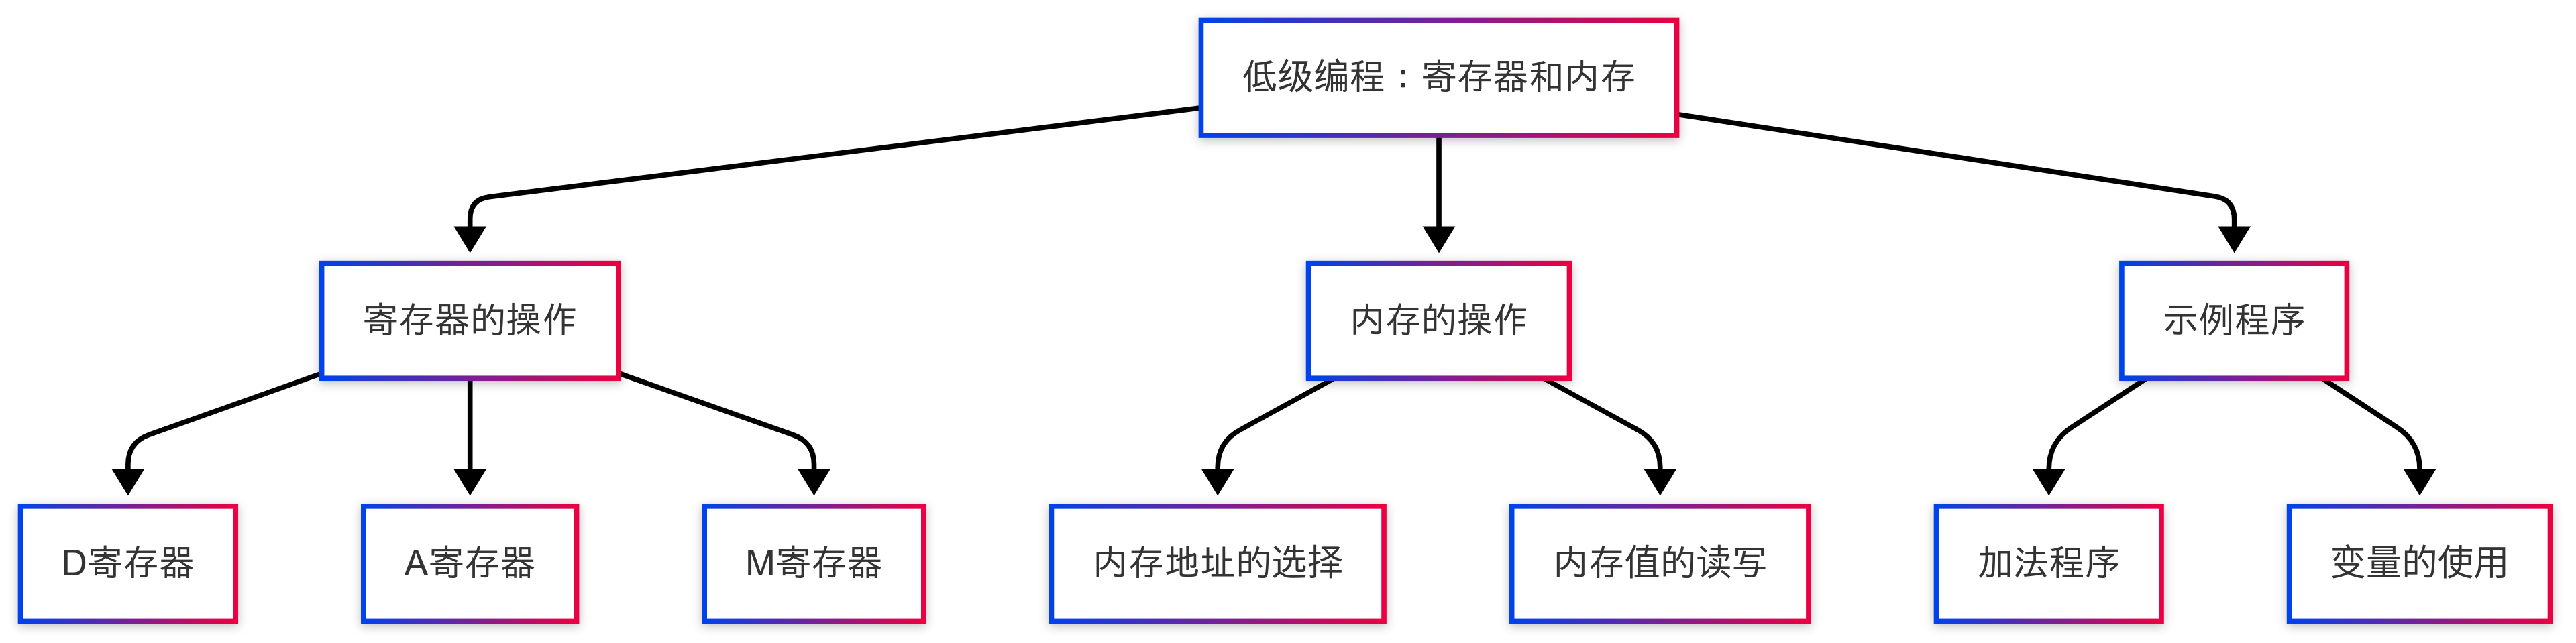 低级编程：寄存器和内存
寄存器的操作
内存的操作
示例程序
D寄存器
A寄存器
M寄存器
内存地址的选择
内存值的读写
加法程序
变量的使用